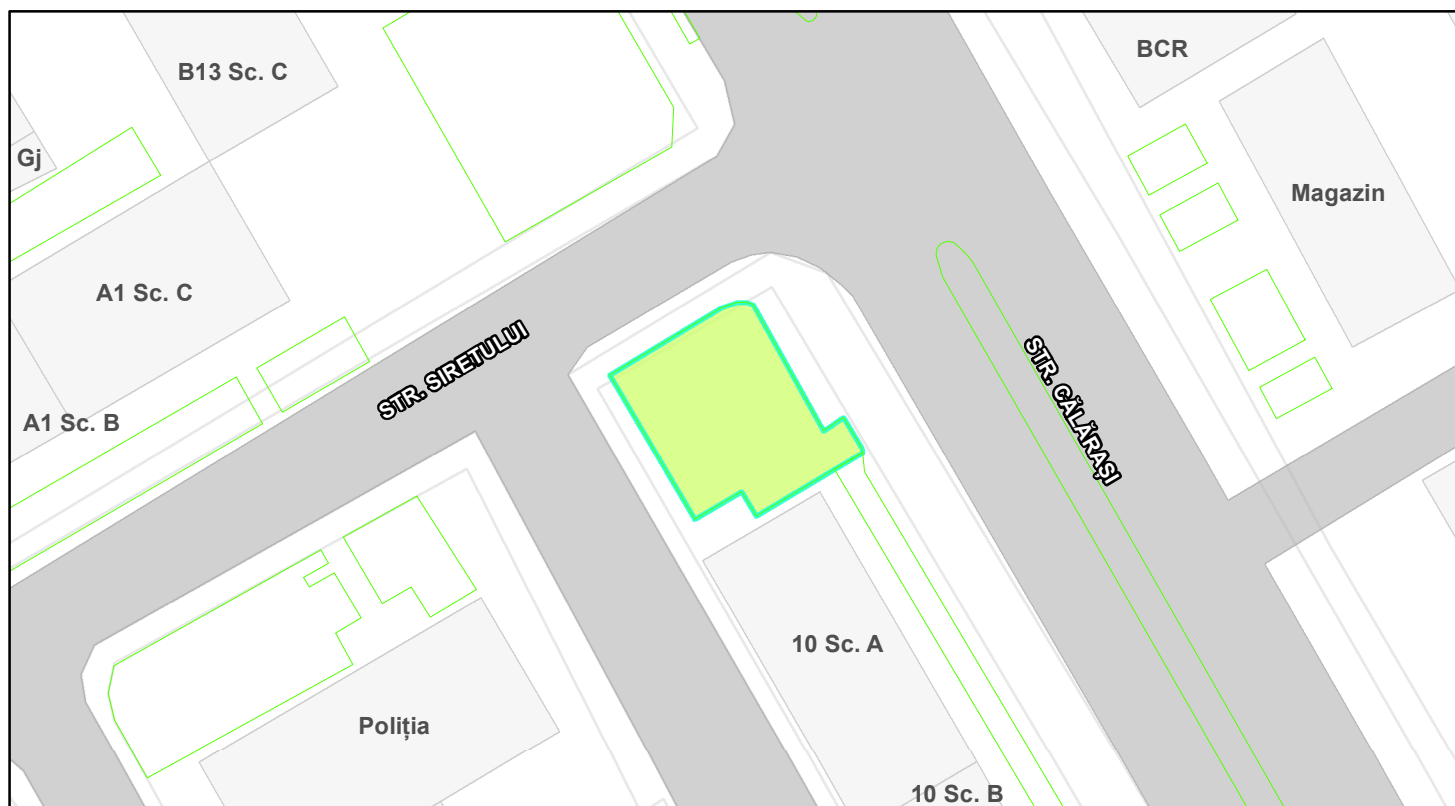 BCR
B13 Sc. C
Gj
Magazin
A1 Sc. C
STR. SIRETULUI
STR. CĂLĂRAȘI
A1 Sc. B
10 Sc. A
Poliția
10 Sc. B